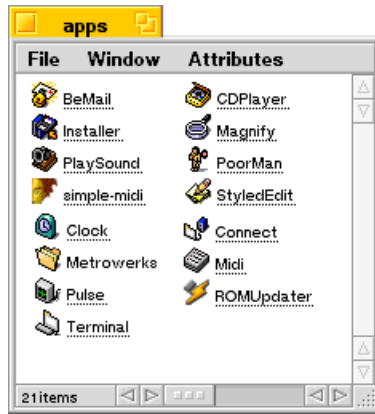 apps
File Window Attributes
BeMail CDPlayer
Installer Magnify
PlaySound PoorMan
simple-midi StyledEdit
Clock Connect
Metrowerks Midi
Pulse ROMUpdater
Terminal
21items